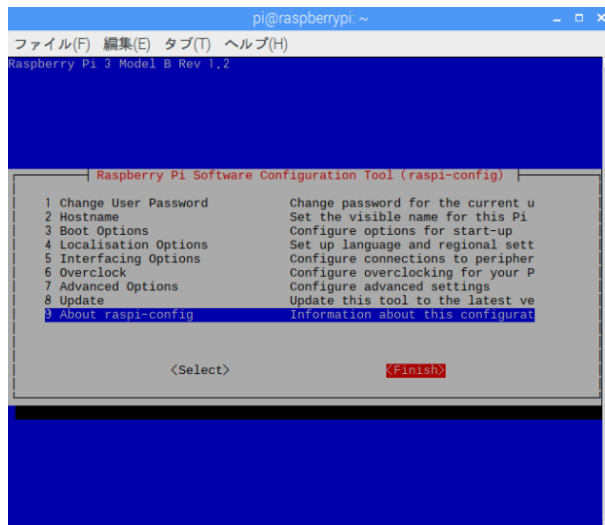 pi@raspberrypi: ~
ファイル(F) 編集(E) タブ(T) ヘルプ(H)
Raspberry Pi 3 Model B Rev 1.2
Raspberry Pi Software Configuration Tool (raspi-config)
1 Change User Password Change password for the current u
2 Hostname Set the visible name for this Pi
3 Boot Options Configure options for start-up
4 Localisation Options Set up language and regional sett
5 Interfacing Options Configure connections to peripher
6 Overclock Configure overclocking for your P
7 Advanced Options Configure advanced settings
8 Update Update this tool to the latest ve
9 About raspi-config Information about this configurat
<Select> <Finish>